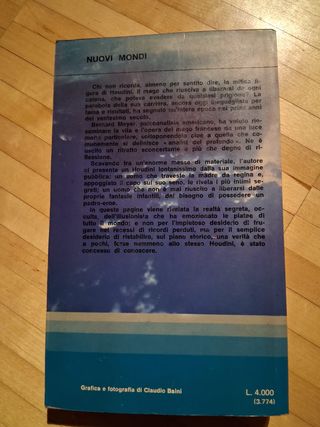 NUOVI MONDI
Chi non ricorda, almeno per sentito dire, la mitica fi-
gura di Houdini, il mago che riusciva a liberarsi da ogni
catena, che poteva evadere da qualsiasi prigione? La
parabola della sua carriera, ancora oggi ineguagliata per
fama e risultati, ha segnato un'intera epoca nei primi anni
del ventesimo secolo.
Bernard Meyer, psicoanalista americano, ha voluto rie-
saminare la vita e l'opera del mago
in una luce
molto particolare, sottoponendolo cioè a quella che co-
munemente si definisce « analisi del profondo ». Ne è
uscito un ritratto sconcertante e più che degno di ri-
flessione.
Scavando tra un'enorme massa di materiale, l'autore
ci presenta un Houdini lontanissimo dalla sua immagine
pubblica: un uomo che traveste la madre da regina e,
appoggiato il capo sul suo seno, le rivela i più intimi se-
greti; un uomo che non è mai riuscito a liberarsi dalle
proprie fantasie infantili, dal bisogno di possedere un
padre-eroe.
In queste pagine viene rivelata la realtà segreta, oc-
culta, dell'illusionista che ha emozionato le platee di
tutto il mondo; e non per l'impietoso desiderio di fru-
gare nei recessi di ricordi perduti, ma per il semplice
desiderio di ristabilire, sul piano storico, una verità che
a pochi, forse nemmeno allo stesso Houdini, è stato
concesso di conoscere.
Grafica e fotografia di Claudio Baini
L. 4.000
(3.774)